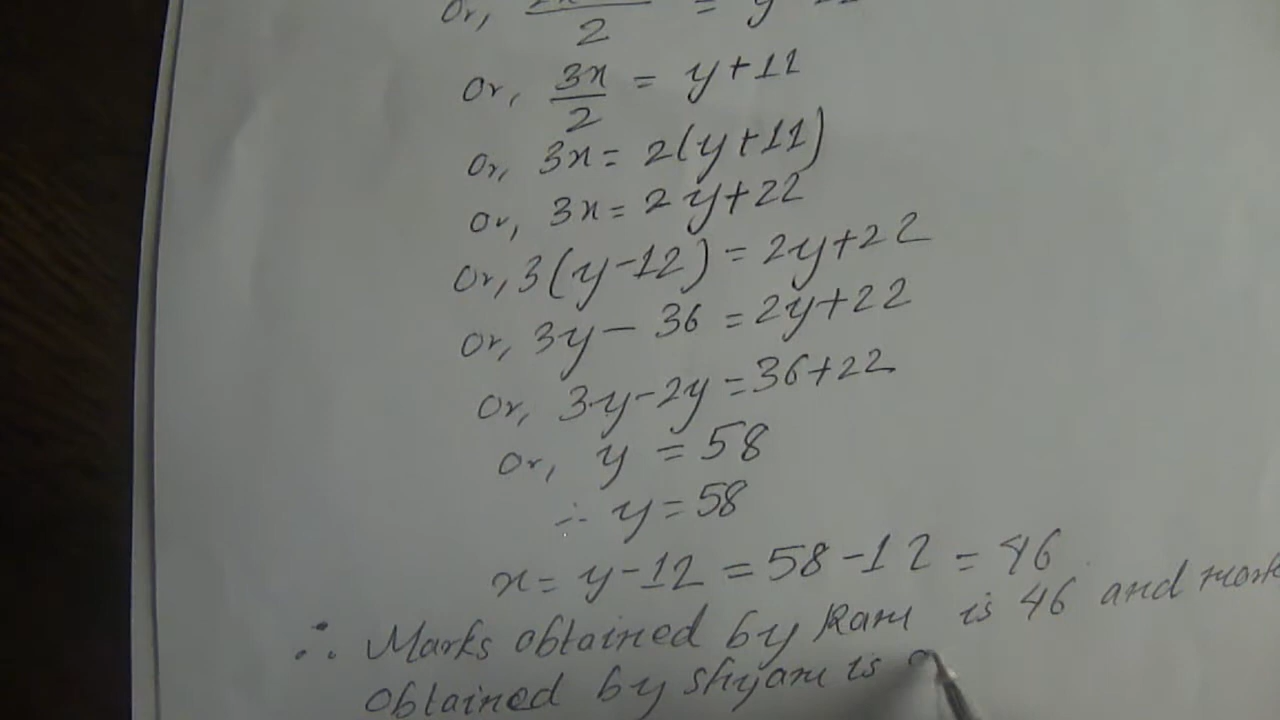 Or, 2 = y
Or, 3x/2 = y+11
Or, 3x = 2(y+11)
Or, 3x = 2y+22
Or, 3(y-12) = 2y+22
Or, 3y - 36 = 2y+22
Or, 3y-2y = 36+22
Or, y = 58
∴ y = 58
x = y-12 = 58-12 = 46
∴ Marks obtained by Ram is 46 and
obtained by Shyam is